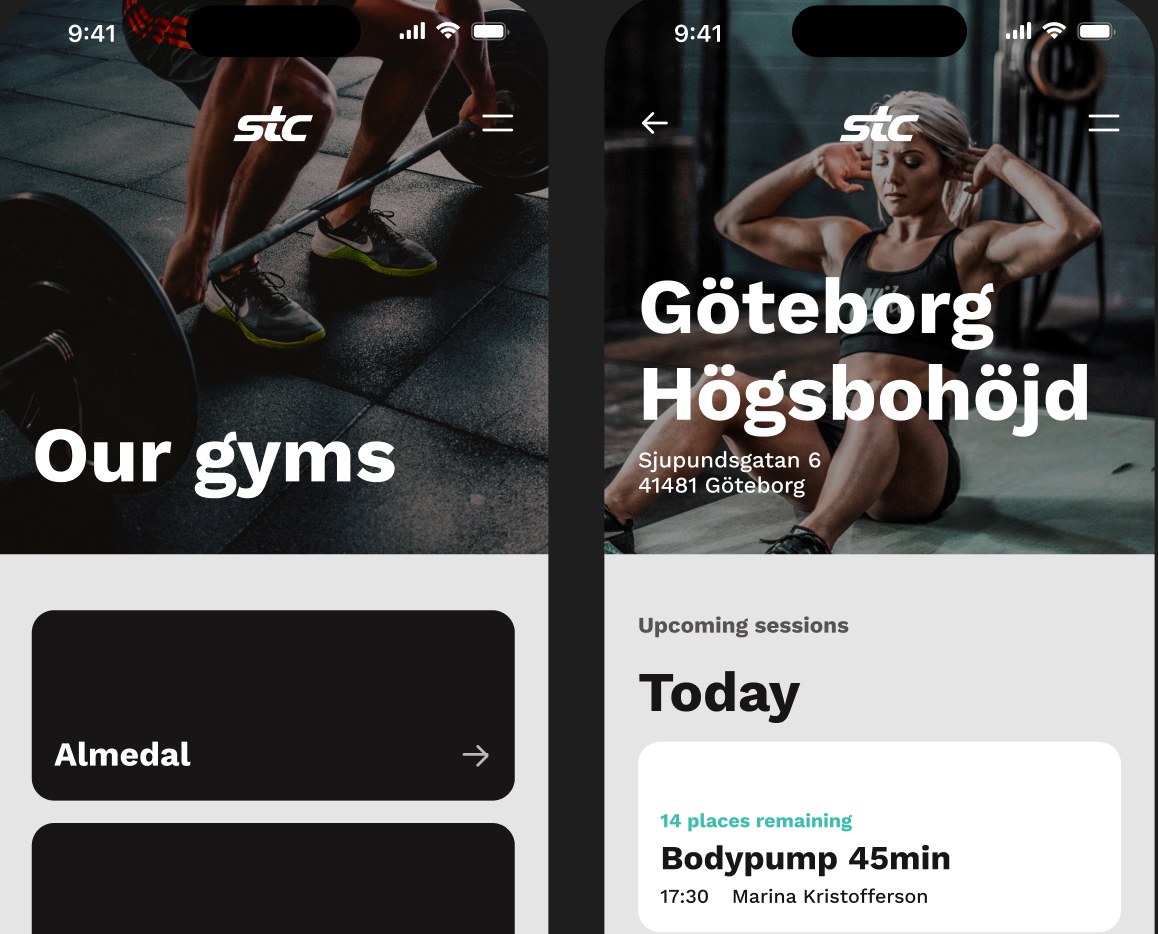 9:41
stc
Our gyms
Almedal
9:41
stc
Göteborg
Högsbohöjd
Sjupundsgatan 6
41481 Göteborg
Upcoming sessions
Today
14 places remaining
Bodypump 45min
17:30 Marina Kristofferson